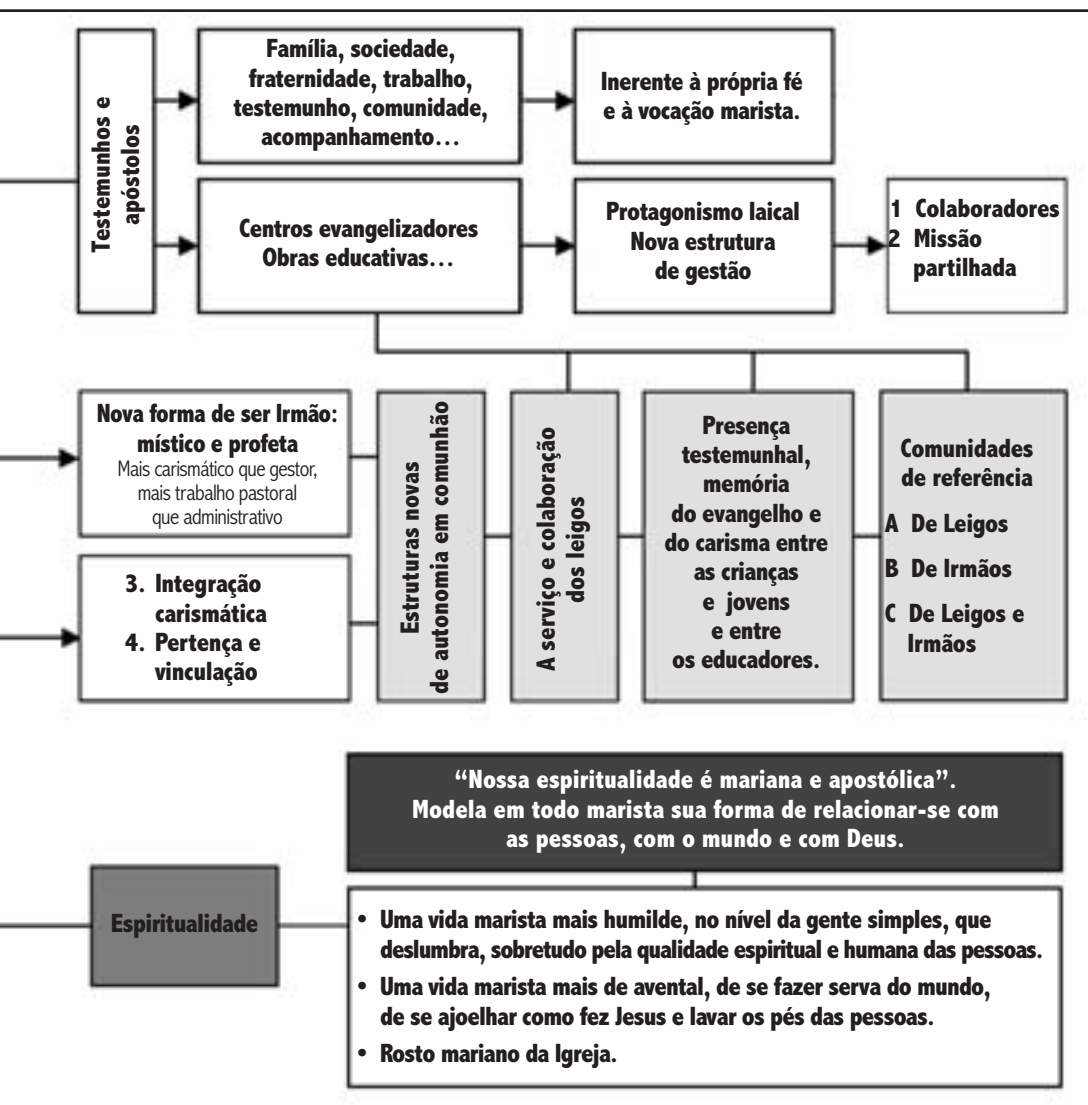 Testemunhos e
apóstolos
Família, sociedade,
fraternidade, trabalho,
testemunho, comunidade,
acompanhamento…
Inerente à própria fé
e à vocação marista.
Centros evangelizadores
Obras educativas…
Protagonismo laical
Nova estrutura
de gestão
1 Colaboradores
2 Missão
partilhada
Nova forma de ser Irmão:
místico e profeta
Mais carismático que gestor,
mais trabalho pastoral
que administrativo
3. Integração
carismática
4. Pertença e
vinculação
Estruturas novas
de autonomia em comunhão
A serviço e colaboração
dos leigos
Presença
testemunhal,
memória
do evangelho e
do carisma entre
as crianças
e jovens
e entre
os educadores.
Comunidades
de referência
A De Leigos
B De Irmãos
C De Leigos e
Irmãos
“Nossa espiritualidade é mariana e apostólica”.
Modela em todo marista sua forma de relacionar-se com
as pessoas, com o mundo e com Deus.
Espiritualidade
• Uma vida marista mais humilde, no nível da gente simples, que
deslumbra, sobretudo pela qualidade espiritual e humana das pessoas.
• Uma vida marista mais de avental, de se fazer serva do mundo,
de se ajoelhar como fez Jesus e lavar os pés das pessoas.
• Rosto mariano da Igreja.